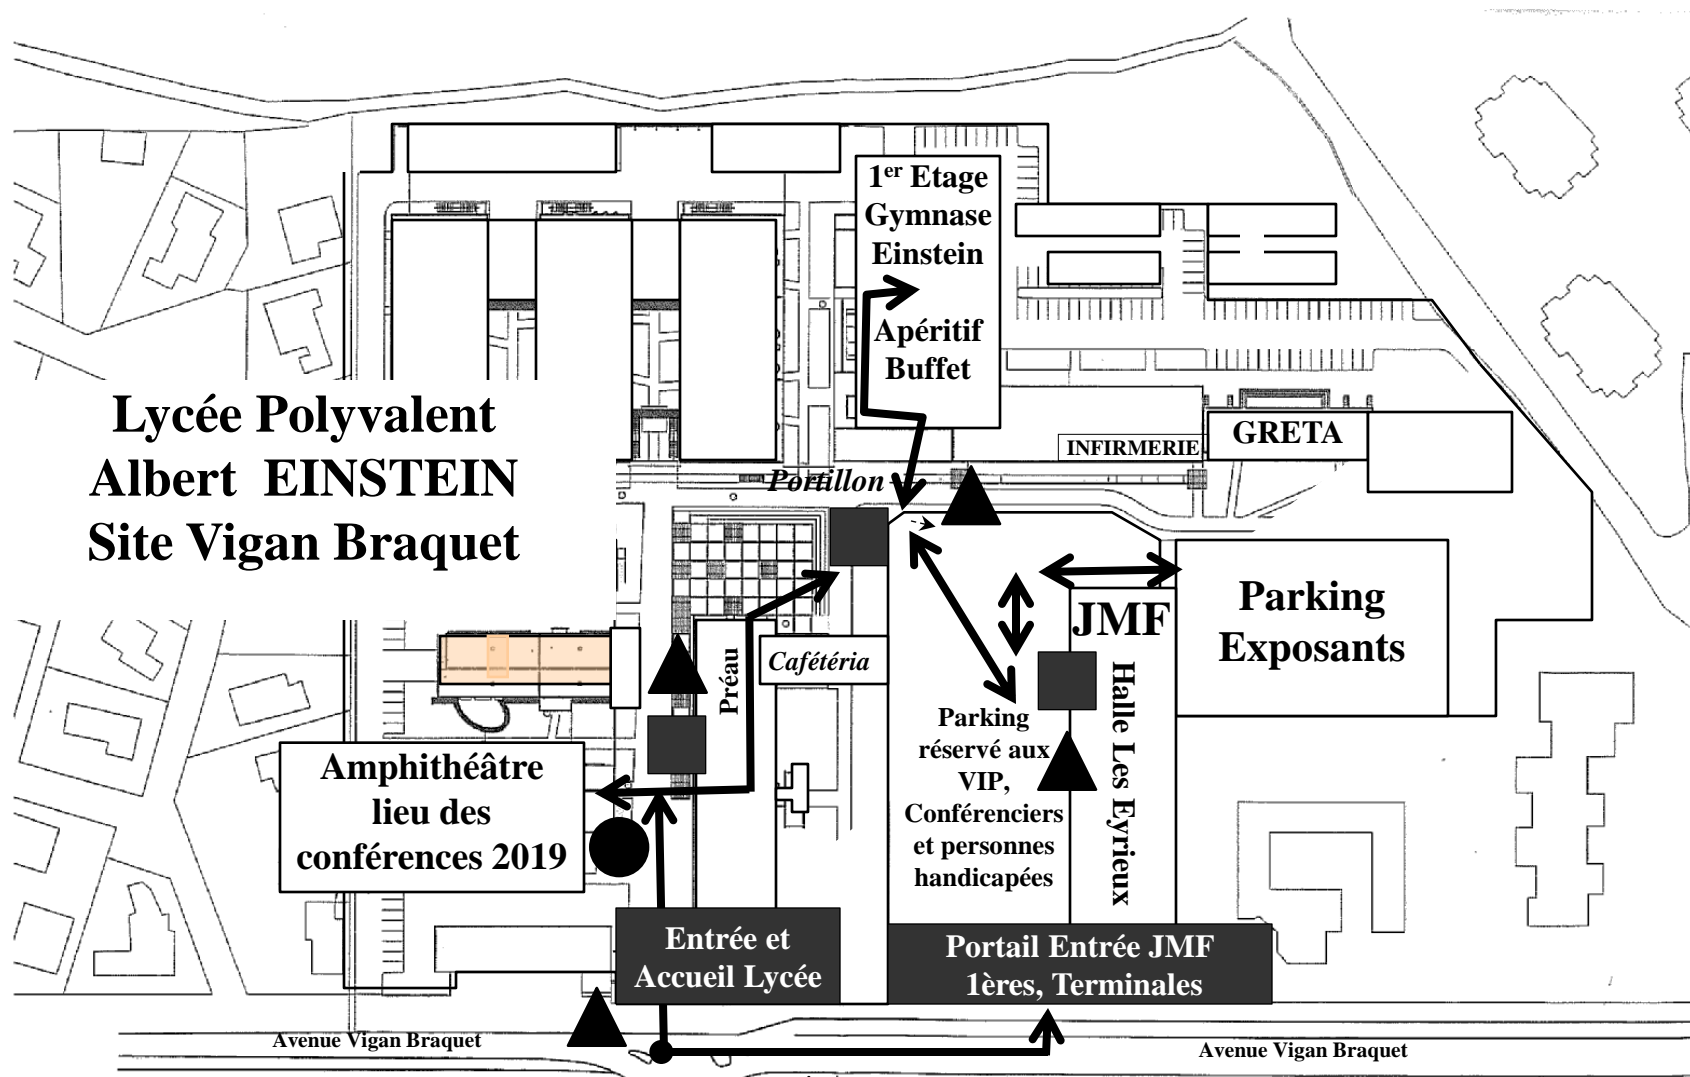 1er Etage
Gymnase
Einstein
Apéritif
Buffet
Lycée Polyvalent
Albert EINSTEIN
Site Vigan Braquet
INFIRMERIE
GRETA
Portillon
JMF
Parking
Exposants
Préau
Cafétéria
Halle Les Eyrieux
Parking
réservé aux
VIP,
Conférenciers
et personnes
handicapées
Amphithéâtre
lieu des
conférences 2019
Entrée et
Accueil Lycée
Portail Entrée JMF
1ères, Terminales
Avenue Vigan Braquet
Avenue Vigan Braquet